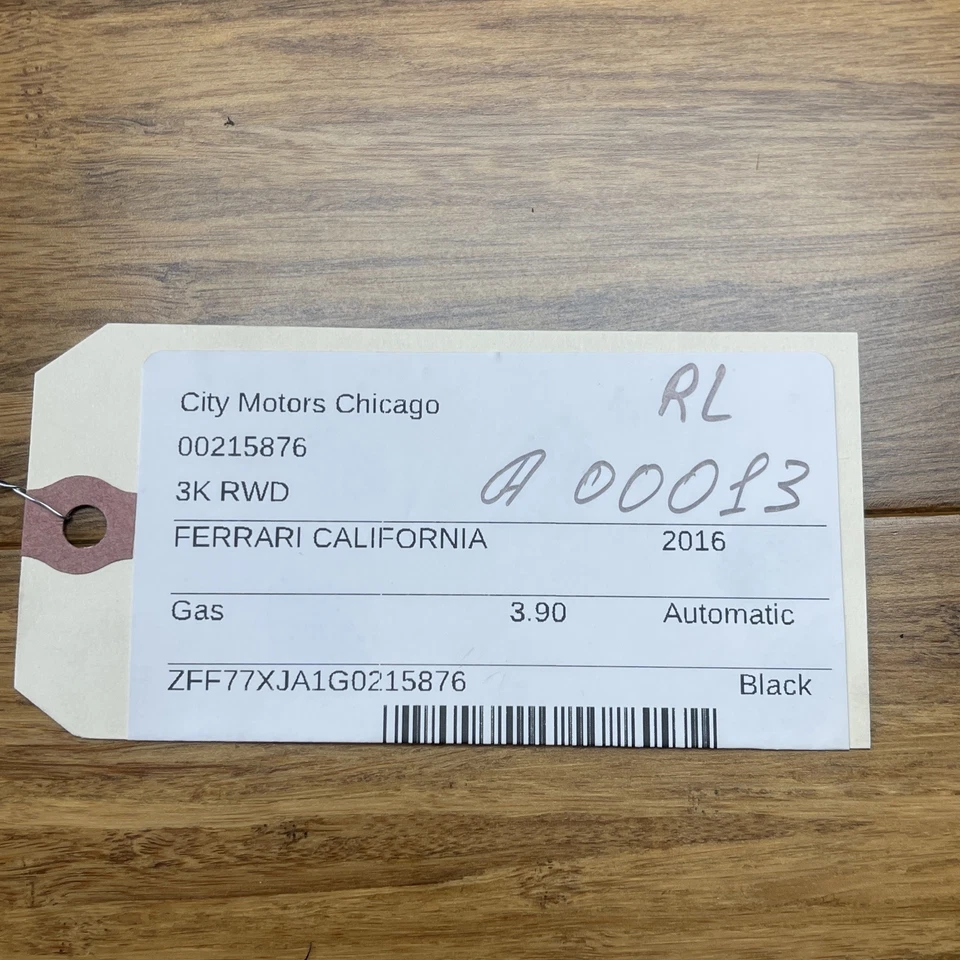 City Motors Chicago
RL
00215876
3K RWD
A 00013
FERRARI CALIFORNIA 2016
Gas 3.90 Automatic
ZFF77XJA1G0215876 Black